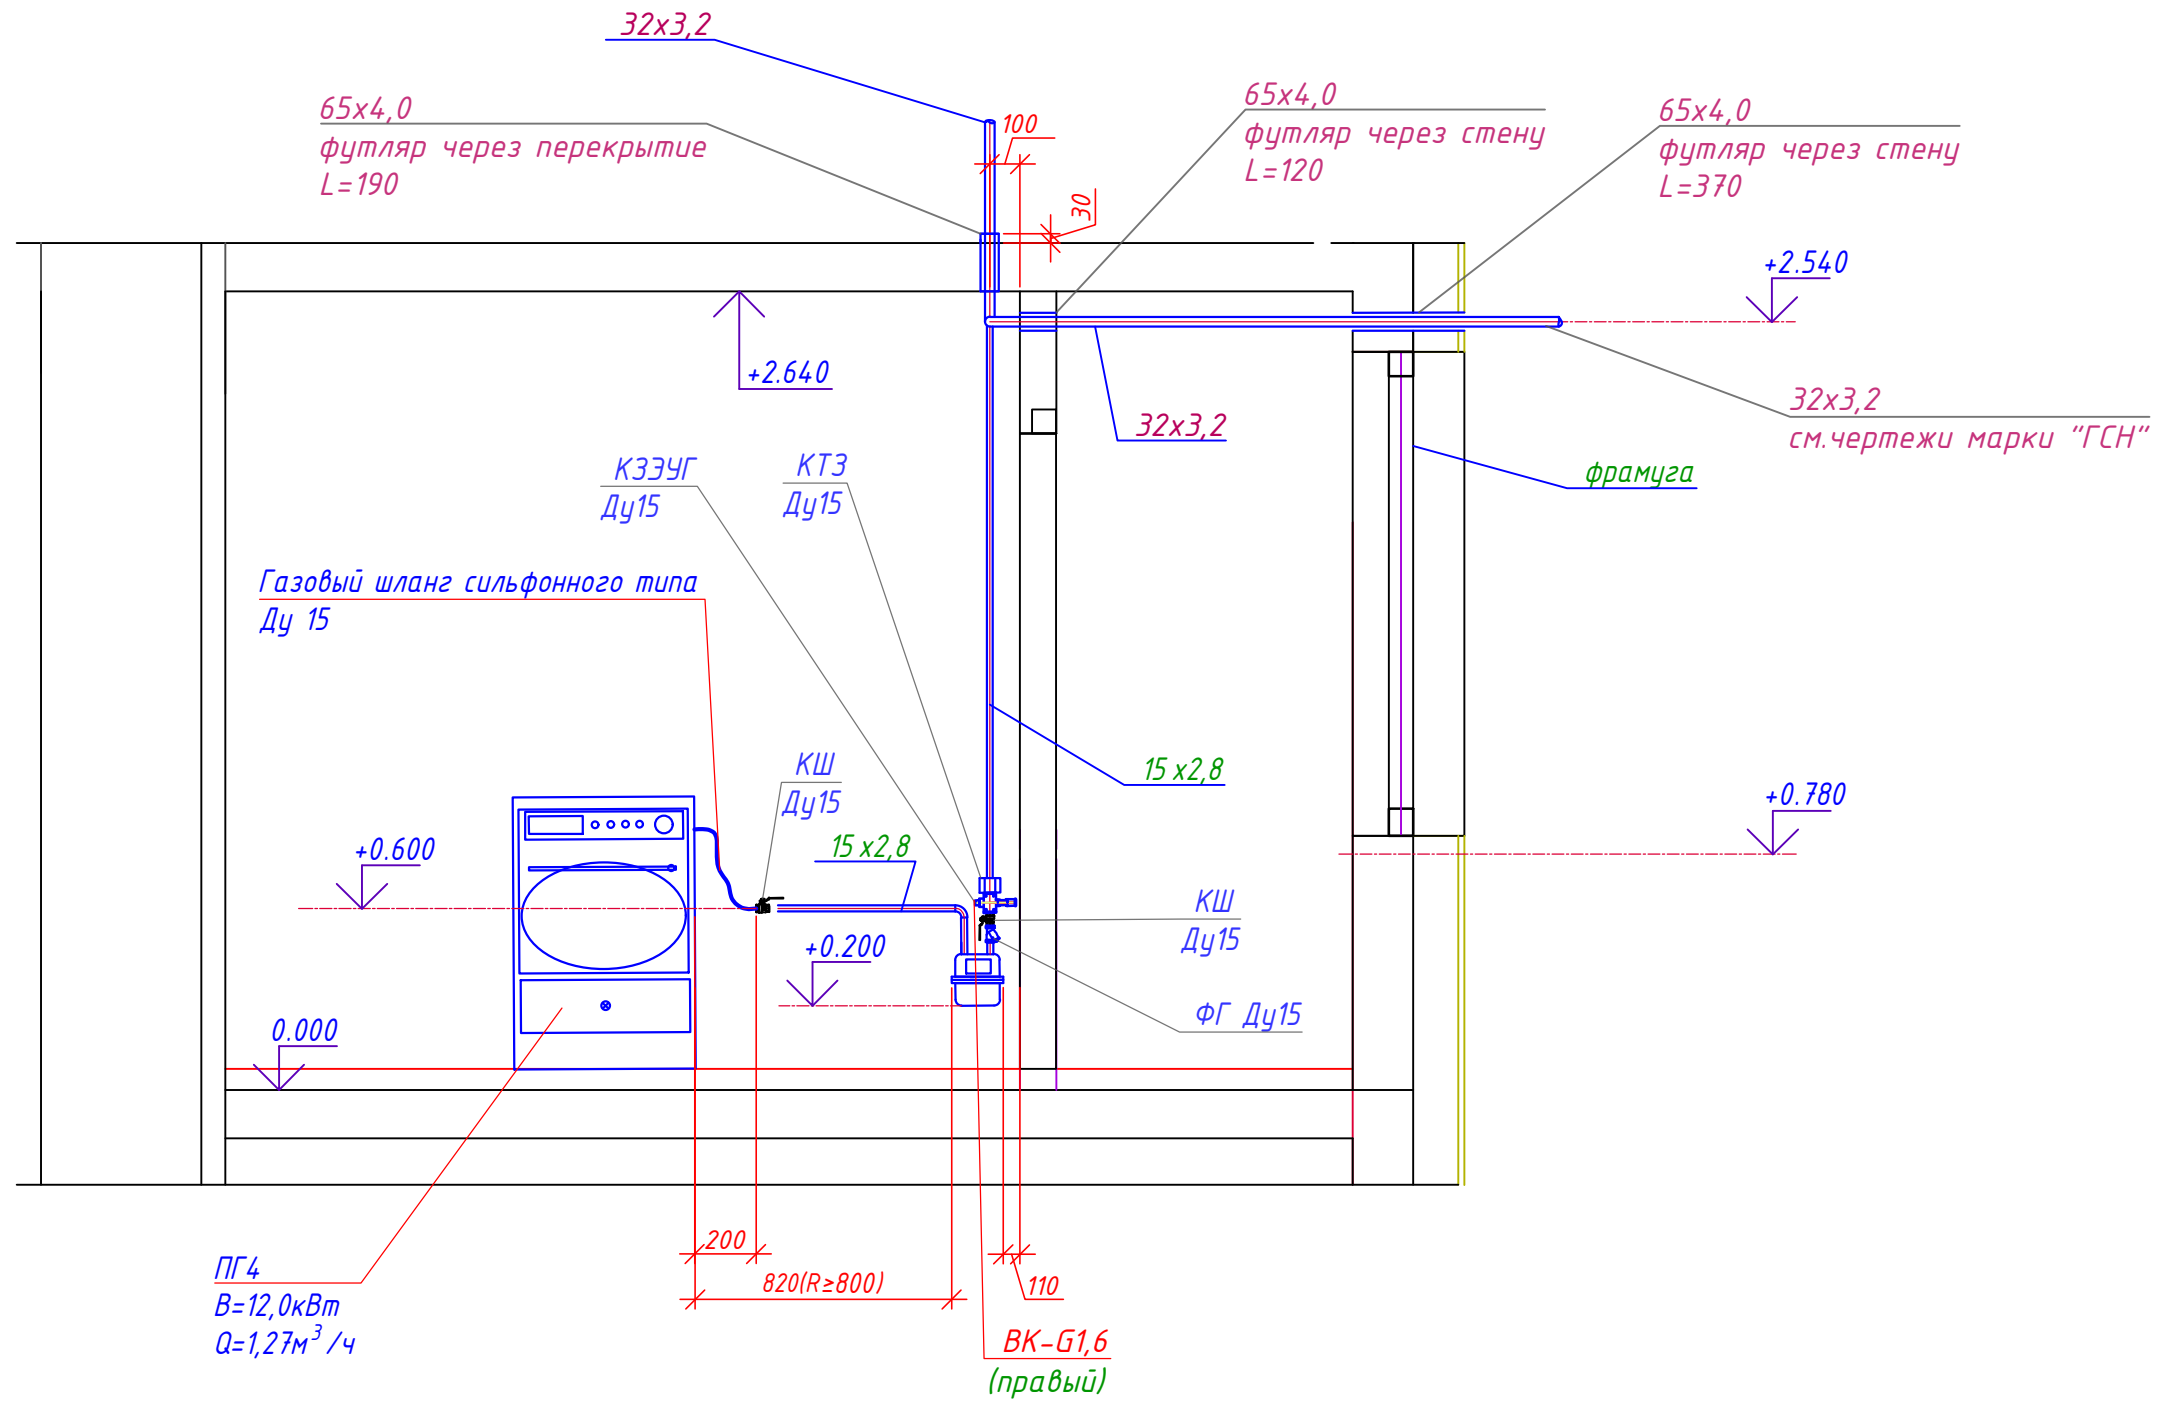 32х3,2
65х4,0
футляр через перекрытие
L=190
100
30
65х4,0
футляр через стену
L=120
65х4,0
футляр через стену
L=370
+2.540
+2.640
32х3,2
32х3,2
см.чертежи марки "ГСН"
фрамуга
КЗЭУГ
Ду15
КТЗ
Ду15
Газовый шланг сильфонного типа
Ду 15
КШ
Ду15
15 х2,8
+0.780
+0.600
15 х2,8
+0.200
КШ
Ду15
ФГ Ду15
0.000
200
820(R≥800)
110
ПГ4
В=12,0кВт
Q=1,27м³/ч
ВК-G1,6
(правый)